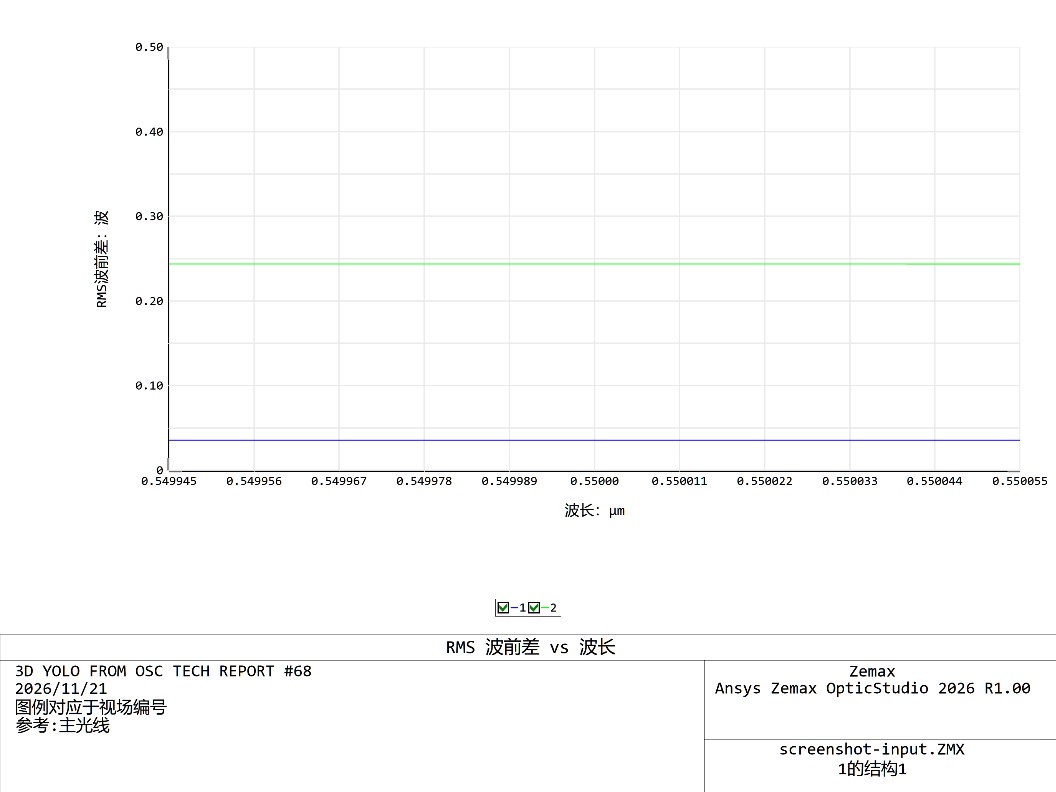 0.50
0.40
0.30
0.20
0.10
0
RMS波前差: 波
0.549945 0.549956 0.549967 0.549978 0.549989 0.55000 0.550011 0.550022 0.550033 0.550044 0.550055
波长: μm
1 2
RMS 波前差 vs 波长
3D YOLO FROM OSC TECH REPORT #68
2026/11/21
图例对应于视场编号
参考:主光线
Zemax
Ansys Zemax OpticStudio 2026 R1.00
screenshot-input.ZMX
1的结构1